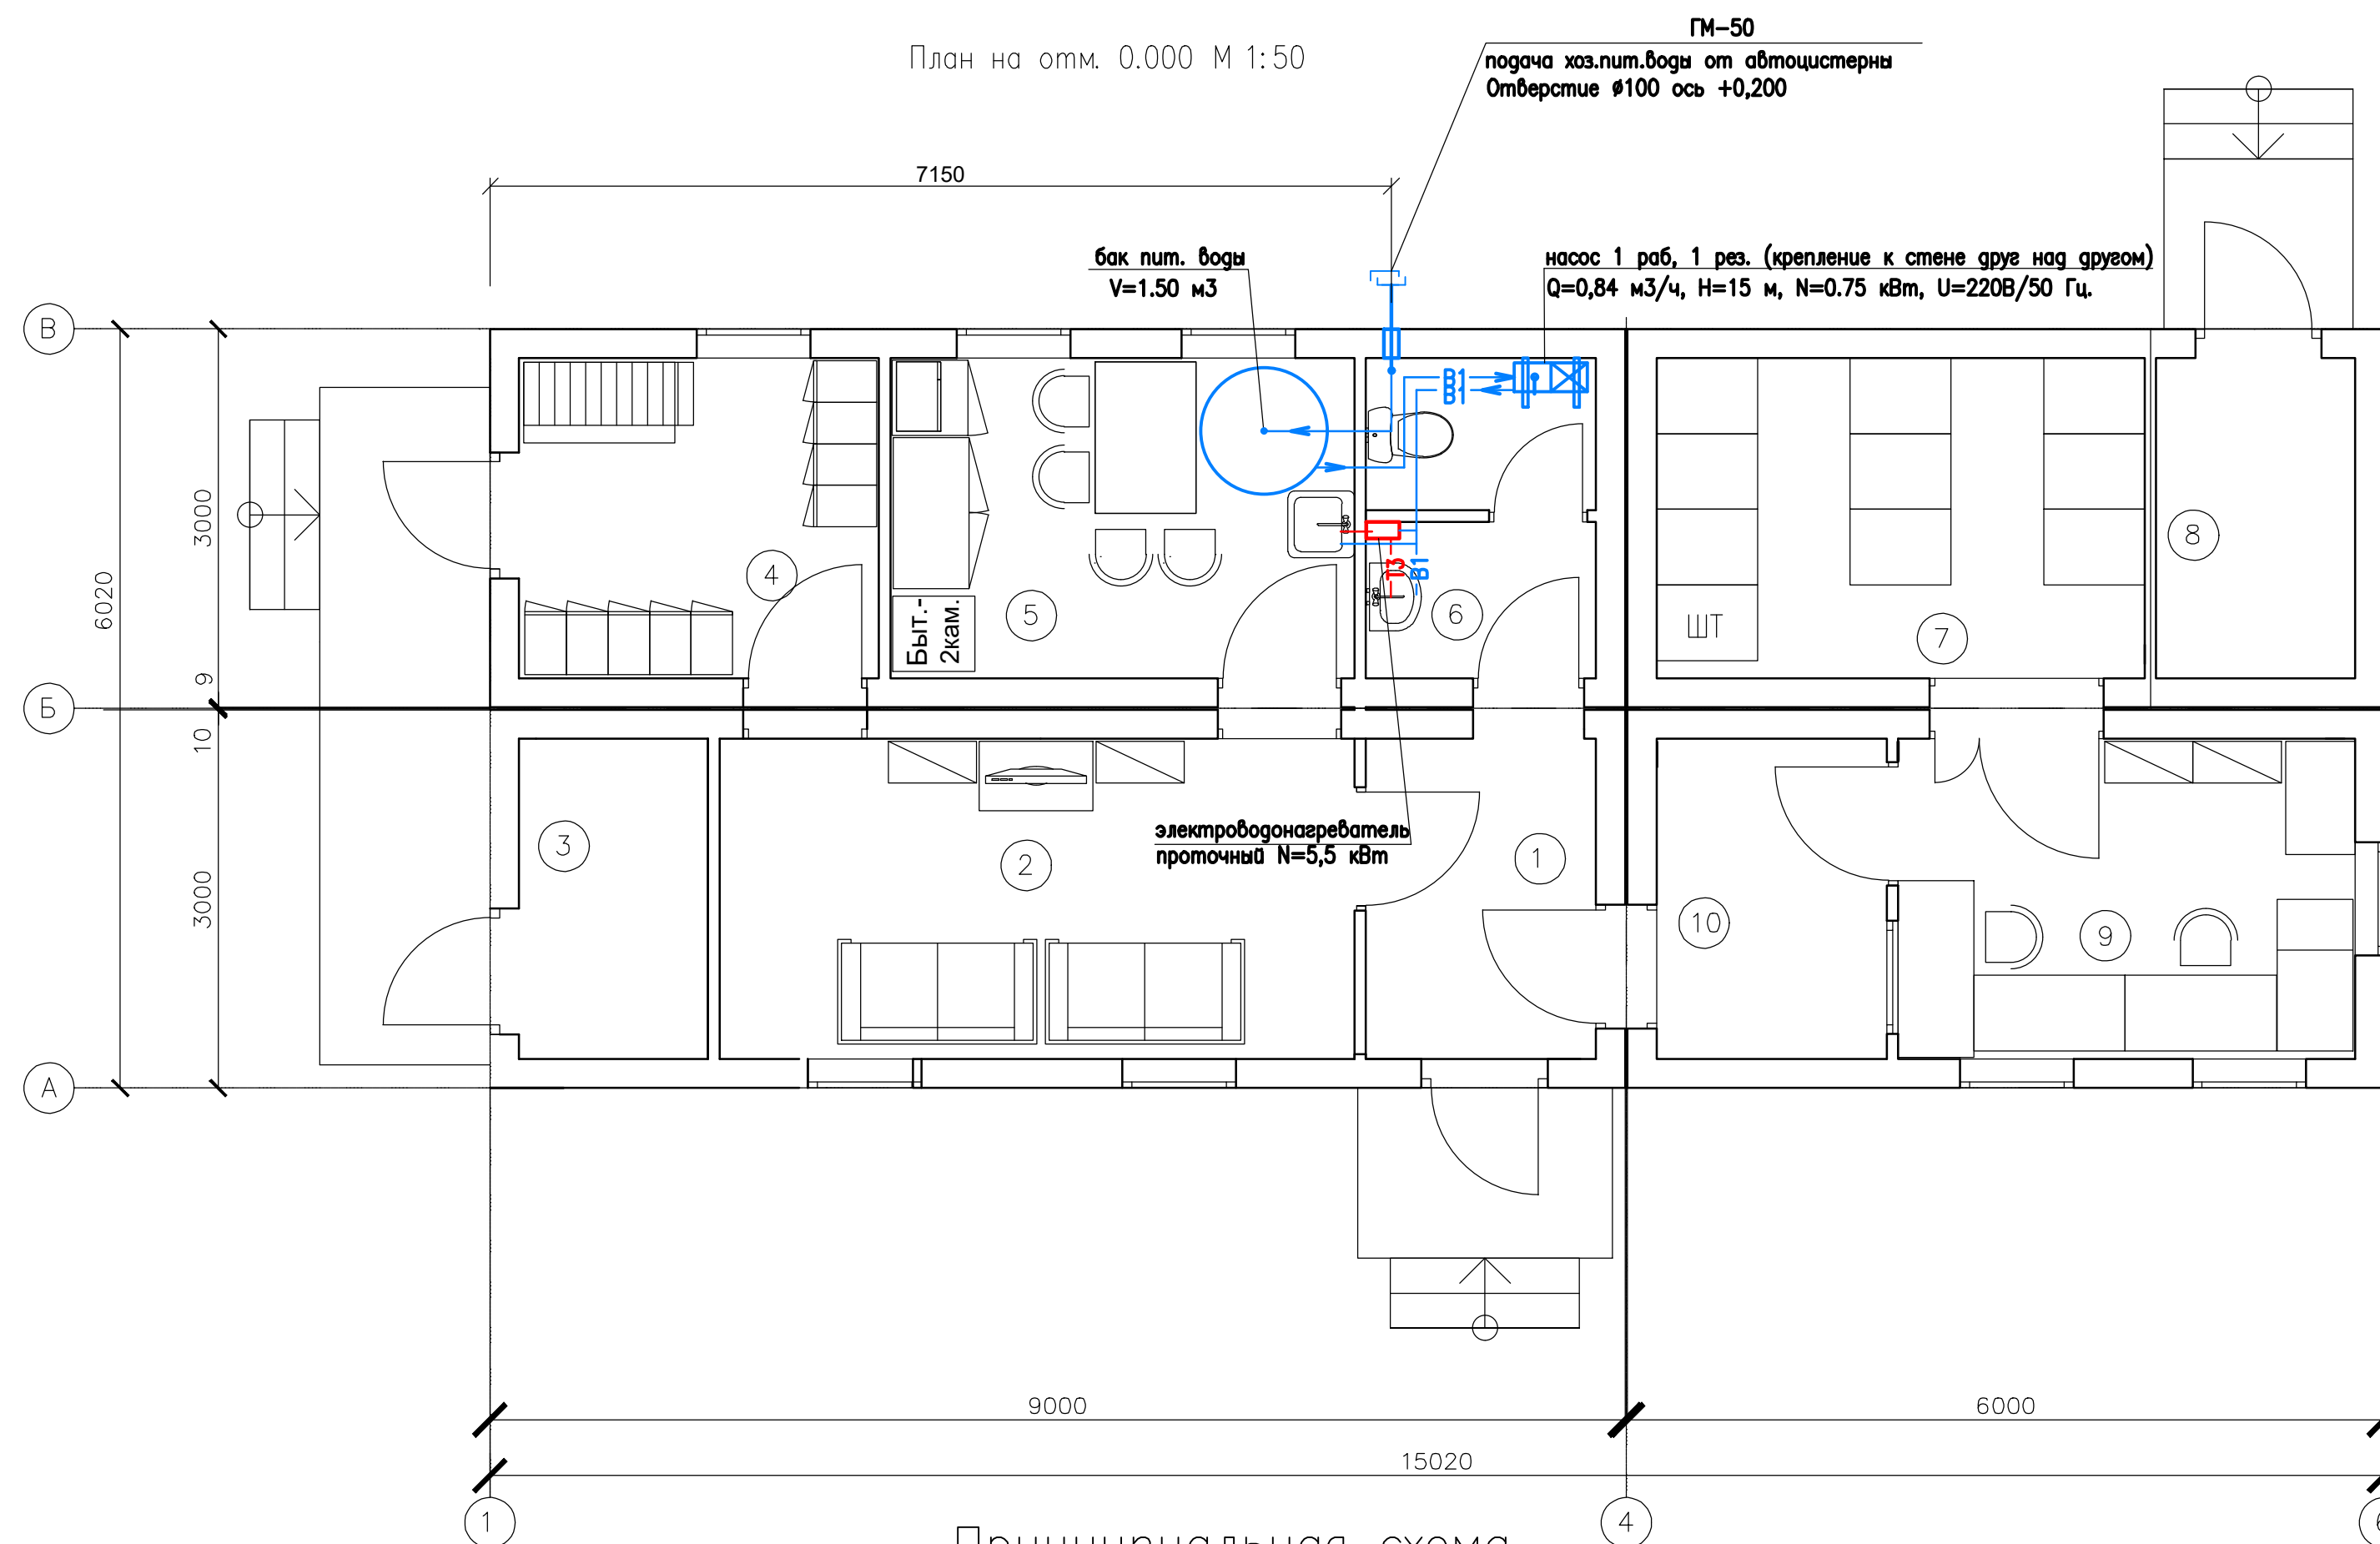 ГМ-50
План на отм. 0.000 М 1:50
подача хоз.пит.воды от автоцистерны
Отверстие ø100 ось +0,200
7150
бак пит. воды
V=1.50 м3
насос 1 раб, 1 рез. (крепление к стене друг над другом)
Q=0,84 м3/ч, Н=15 м, N=0.75 кВт, U=220В/50 Гц.
В
В1
В1
3000
6020
4
5
Быт.-
2кам.
Т3
В1
6
ШТ
7
8
9
Б
10
3
2
электроводонагреватель
проточный N=5,5 кВт
1
10
9
3000
А
9000
6000
15020
1
4
Принципиальная схема